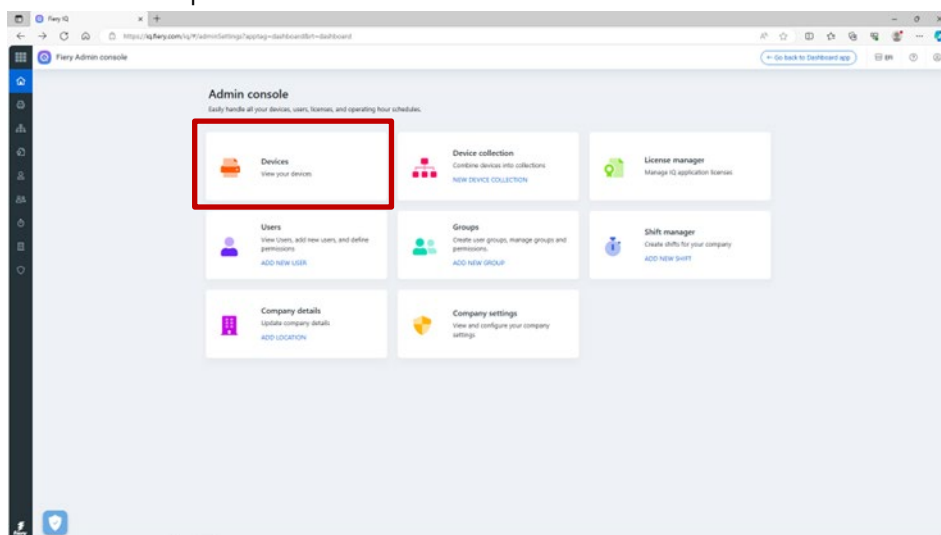 Fiery IQ
https://iq.fiery.com/iq/#/adminSettings?apptag=dashboard&rt=dashboard
Fiery Admin console
Go back to Dashboard app
EN
Admin console
Easily handle all your devices, users, licenses, and operating hour schedules.
Devices
View your devices
Device collection
Combine devices into collections
NEW DEVICE COLLECTION
License manager
Manage IQ application licenses
Users
View Users, add new users, and define
permissions
ADD NEW USER
Groups
Create user groups, manage groups and
permissions.
ADD NEW GROUP
Shift manager
Create shifts for your company
ADD NEW SHIFT
Company details
Update company details
ADD LOCATION
Company settings
View and configure your company
settings